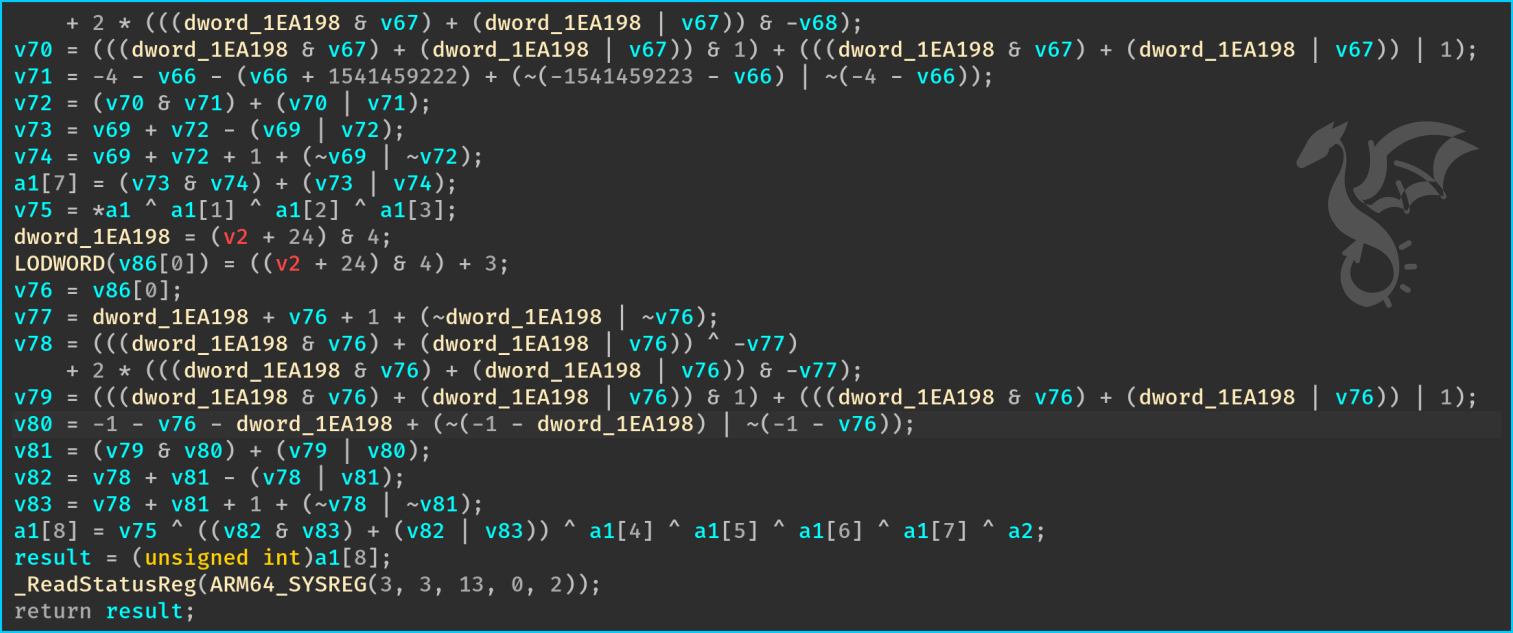 + 2 * (((dword_1EA198 & v67) + (dword_1EA198 | v67)) & -v68);
v70 = (((dword_1EA198 & v67) + (dword_1EA198 | v67)) & 1) + (((dword_1EA198 & v67) + (dword_1EA198 | v67)) | 1);
v71 = -4 - v66 - (v66 + 1541459222) + (~(-1541459223 - v66) | ~(-4 - v66));
v72 = (v70 & v71) + (v70 | v71);
v73 = v69 + v72 - (v69 | v72);
v74 = v69 + v72 + 1 + (~v69 | ~v72);
a1[7] = (v73 & v74) + (v73 | v74);
v75 = *a1 ^ a1[1] ^ a1[2] ^ a1[3];
dword_1EA198 = (v2 + 24) & 4;
LODWORD(v86[0]) = ((v2 + 24) & 4) + 3;
v76 = v86[0];
v77 = dword_1EA198 + v76 + 1 + (~dword_1EA198 | ~v76);
v78 = (((dword_1EA198 & v76) + (dword_1EA198 | v76)) ^ -v77)
    + 2 * (((dword_1EA198 & v76) + (dword_1EA198 | v76)) & -v77);
v79 = (((dword_1EA198 & v76) + (dword_1EA198 | v76)) & 1) + (((dword_1EA198 & v76) + (dword_1EA198 | v76)) | 1);
v80 = -1 - v76 - dword_1EA198 + (~(-1 - dword_1EA198) | ~(-1 - v76));
v81 = (v79 & v80) + (v79 | v80);
v82 = v78 + v81 - (v78 | v81);
v83 = v78 + v81 + 1 + (~v78 | ~v81);
a1[8] = v75 ^ ((v82 & v83) + (v82 | v83)) ^ a1[4] ^ a1[5] ^ a1[6] ^ a1[7] ^ a2;
result = (unsigned int)a1[8];
_ReadStatusReg(ARM64_SYSREG(3, 3, 13, 0, 2));
return result;